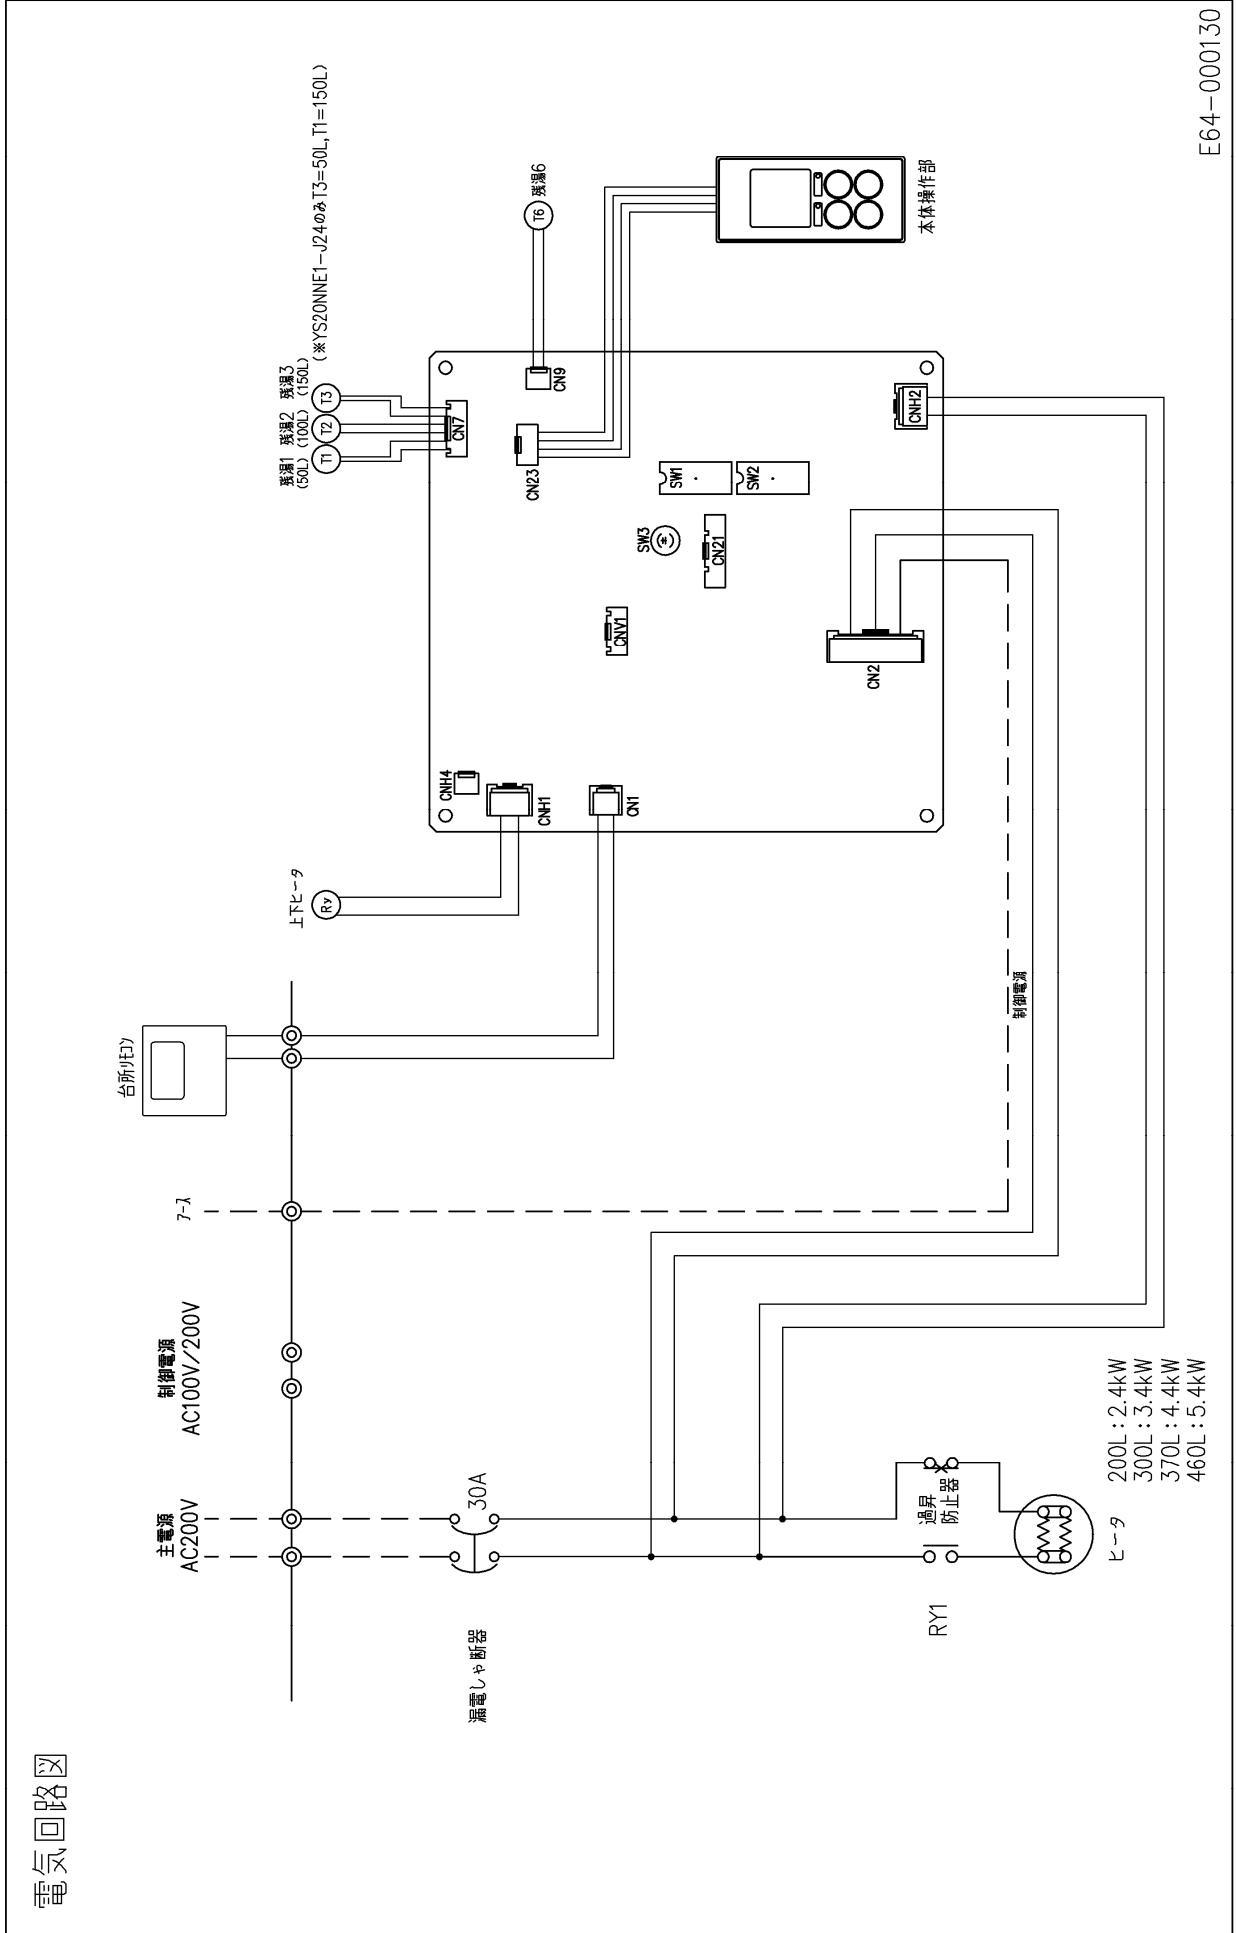 電気回路図
主電源
AC200V
制御電源
AC100V/200V
アース
台所リモコン
上下ヒータ
Ry
残湯1
(50L)
残湯2
(100L)
残湯3
(150L)
(※YS20NNE1-J24のみT3=50L,T1=150L)
T1
T2
T3
T6
残湯6
漏電しゃ断器
30A
CNH4
CNH1
CN1
CN7
CN23
CN9
CNV1
SW3
CN21
SW1
SW2
CN2
CNH2
本体操作部
制御電源
RY1
過昇
防止器
ヒータ
200L:2.4kW
300L:3.4kW
370L:4.4kW
460L:5.4kW
E64-000130